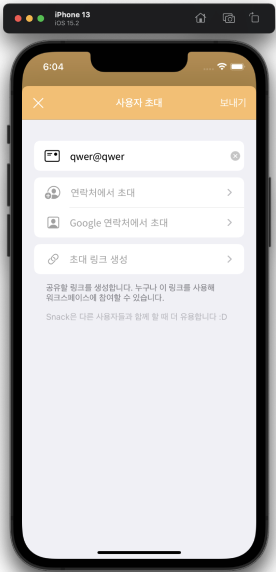 iPhone 13
iOS 15.2
6:04
사용자 초대
보내기
qwer@qwer
연락처에서 초대
Google 연락처에서 초대
초대 링크 생성
공유할 링크를 생성합니다. 누구나 이 링크를 사용해
워크스페이스에 참여할 수 있습니다.
Snack은 다른 사용자들과 함께 할 때 더 유용합니다 :D